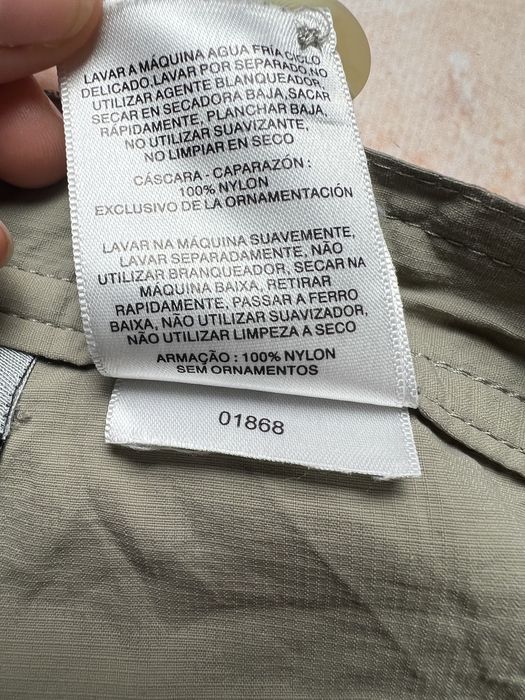 LAVAR A MÁQUINA AGUA FRÍA CICLO
DELICADO.LAVAR POR SEPARADO,NO
UTILIZAR AGENTE BLANQUEADOR,
SECAR EN SECADORA BAJA,SACAR
RÁPIDAMENTE, PLANCHAR BAJA,
NO UTILIZAR SUAVIZANTE,
NO LIMPIAR EN SECO
CÁSCARA - CAPARAZÓN :
100% NYLON
EXCLUSIVO DE LA ORNAMENTACIÓN
LAVAR NA MÁQUINA SUAVEMENTE,
LAVAR SEPARADAMENTE, NÃO
UTILIZAR BRANQUEADOR, SECAR NA
MÁQUINA BAIXA, RETIRAR
RAPIDAMENTE, PASSAR A FERRO
BAIXA, NÃO UTILIZAR SUAVIZADOR,
NÃO UTILIZAR LIMPEZA A SECO
ARMAÇÃO : 100% NYLON
SEM ORNAMENTOS
01868